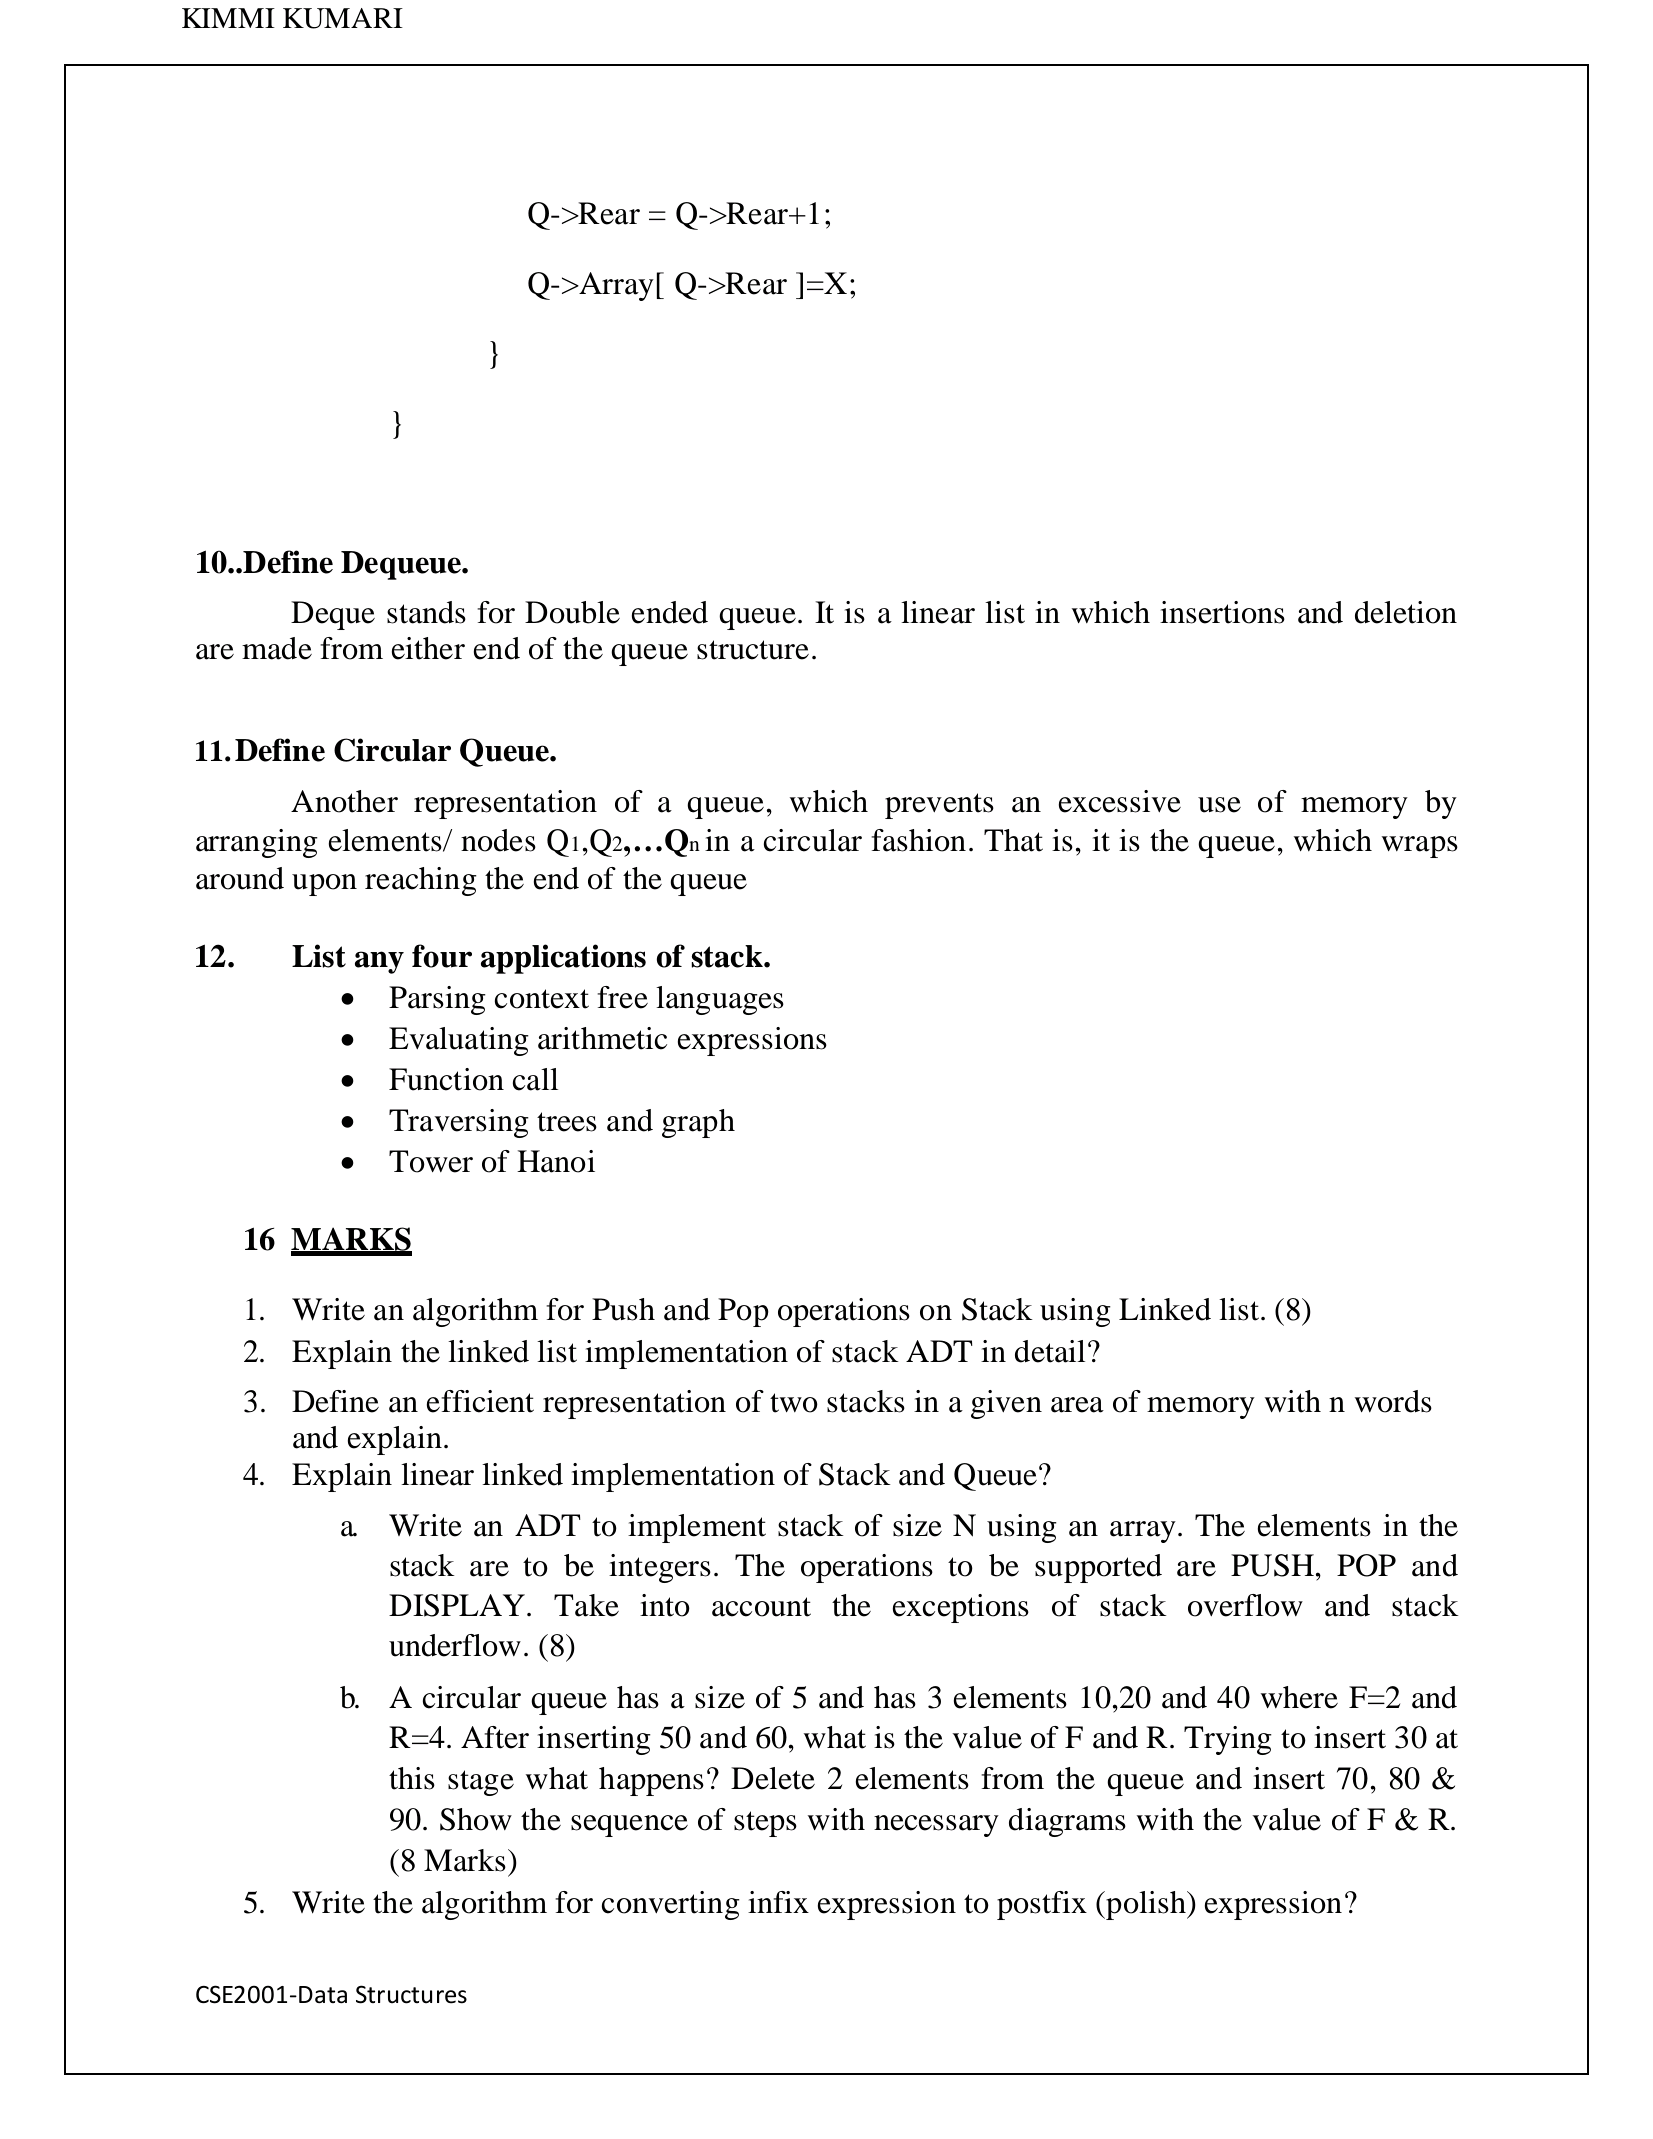 KIMMI KUMARI
Q->Rear = Q->Rear+1;
Q->Array[ Q->Rear ]=X;
}
}
10..Define Dequeue.
Deque stands for Double ended queue. It is a linear list in which insertions and deletion
are made from either end of the queue structure.
11. Define Circular Queue.
Another representation of a queue, which prevents an excessive use of memory by
arranging elements/ nodes Q1,Q2,…Qn in a circular fashion. That is, it is the queue, which wraps
around upon reaching the end of the queue
12. List any four applications of stack.
• Parsing context free languages
• Evaluating arithmetic expressions
• Function call
• Traversing trees and graph
• Tower of Hanoi
16 MARKS
1. Write an algorithm for Push and Pop operations on Stack using Linked list. (8)
2. Explain the linked list implementation of stack ADT in detail?
3. Define an efficient representation of two stacks in a given area of memory with n words
and explain.
4. Explain linear linked implementation of Stack and Queue?
a. Write an ADT to implement stack of size N using an array. The elements in the
stack are to be integers. The operations to be supported are PUSH, POP and
DISPLAY. Take into account the exceptions of stack overflow and stack
underflow. (8)
b. A circular queue has a size of 5 and has 3 elements 10,20 and 40 where F=2 and
R=4. After inserting 50 and 60, what is the value of F and R. Trying to insert 30 at
this stage what happens? Delete 2 elements from the queue and insert 70, 80 &
90. Show the sequence of steps with necessary diagrams with the value of F & R.
(8 Marks)
5. Write the algorithm for converting infix expression to postfix (polish) expression?
CSE2001-Data Structures